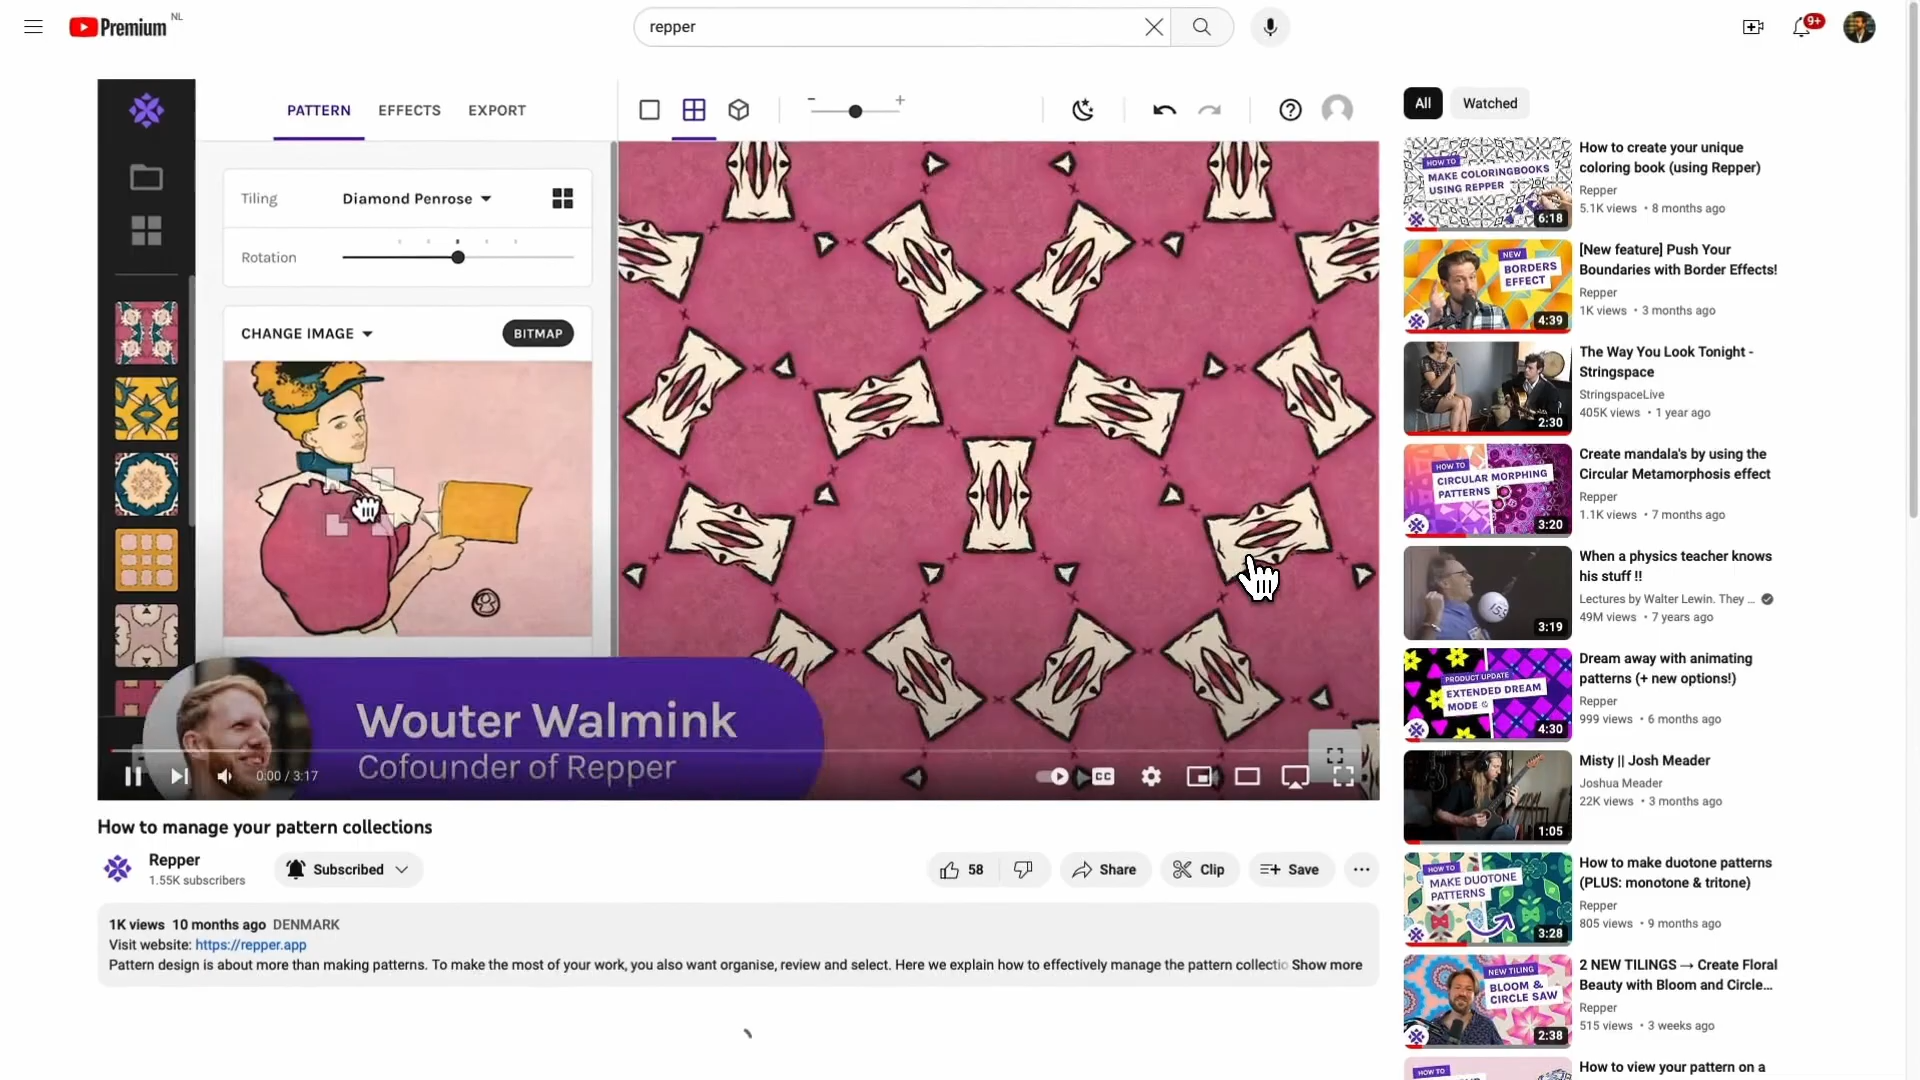 Premium NL
repper
9+
PATTERN EFFECTS EXPORT
Tiling Diamond Penrose
Rotation
CHANGE IMAGE BITMAP
Wouter Walmink
Cofounder of Repper
0:00 / 3:17
CC
How to manage your pattern collections
Repper
1.55K subscribers
Subscribed
58
Share
Clip
Save
1K views 10 months ago DENMARK
Visit website: https://repper.app
Pattern design is about more than making patterns. To make the most of your work, you also want organise, review and select. Here we explain how to effectively manage the pattern collectio Show more
All Watched
HOW TO
MAKE COLORINGBOOKS
USING REPPER
6:18
How to create your unique
coloring book (using Repper)
Repper
5.1K views • 8 months ago
NEW
BORDERS
EFFECT
4:39
[New feature] Push Your
Boundaries with Border Effects!
Repper
1K views • 3 months ago
2:30
The Way You Look Tonight -
Stringspace
StringspaceLive
405K views • 1 year ago
HOW TO
CIRCULAR MORPHING
PATTERNS
3:20
Create mandala's by using the
Circular Metamorphosis effect
Repper
1.1K views • 7 months ago
3:19
When a physics teacher knows
his stuff !!
Lectures by Walter Lewin. They ...
49M views • 7 years ago
PRODUCT UPDATE
EXTENDED DREAM
MODE
4:30
Dream away with animating
patterns (+ new options!)
Repper
999 views • 6 months ago
1:05
Misty || Josh Meader
Joshua Meader
22K views • 3 months ago
HOW TO
MAKE DUOTONE
PATTERNS
3:28
How to make duotone patterns
(PLUS: monotone & tritone)
Repper
805 views • 9 months ago
NEW TILING
BLOOM &
CIRCLE SAW
2:38
2 NEW TILINGS → Create Floral
Beauty with Bloom and Circle...
Repper
515 views • 3 weeks ago
HOW TO
How to view your pattern on a